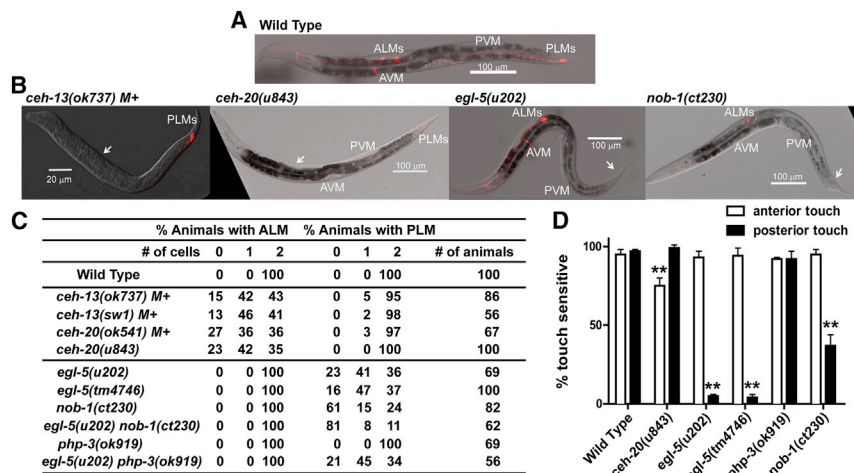 A
Wild Type
ALMs
PVM
PLMs
AVM
100 µm
B
ceh-13(ok737) M+
ceh-20(u843)
egl-5(u202)
nob-1(ct230)
PLMs
20 µm
PVM
PLMs
AVM
100 µm
ALMs
AVM
PVM
100 µm
ALMs
AVM
PVM
100 µm
C
% Animals with ALM % Animals with PLM
# of cells 0 1 2 0 1 2 # of animals
Wild Type 0 0 100 0 0 100 100
ceh-13(ok737) M+ 15 42 43 0 5 95 86
ceh-13(sw1) M+ 13 46 41 0 2 98 56
ceh-20(ok541) M+ 27 36 36 0 3 97 67
ceh-20(u843) 23 42 35 0 0 100 100
egl-5(u202) 0 0 100 23 41 36 69
egl-5(tm4746) 0 0 100 16 47 37 100
nob-1(ct230) 0 0 100 61 15 24 82
egl-5(u202) nob-1(ct230) 0 0 100 81 8 11 62
php-3(ok919) 0 0 100 0 0 100 69
egl-5(u202) php-3(ok919) 0 0 100 21 45 34 56
D
anterior touch
posterior touch
% touch sensitive
100
50
0
**
**
**
**
Wild Type
ceh-20(u843)
egl-5(u202)
egl-5(tm4746)
php-3(ok919)
nob-1(ct230)